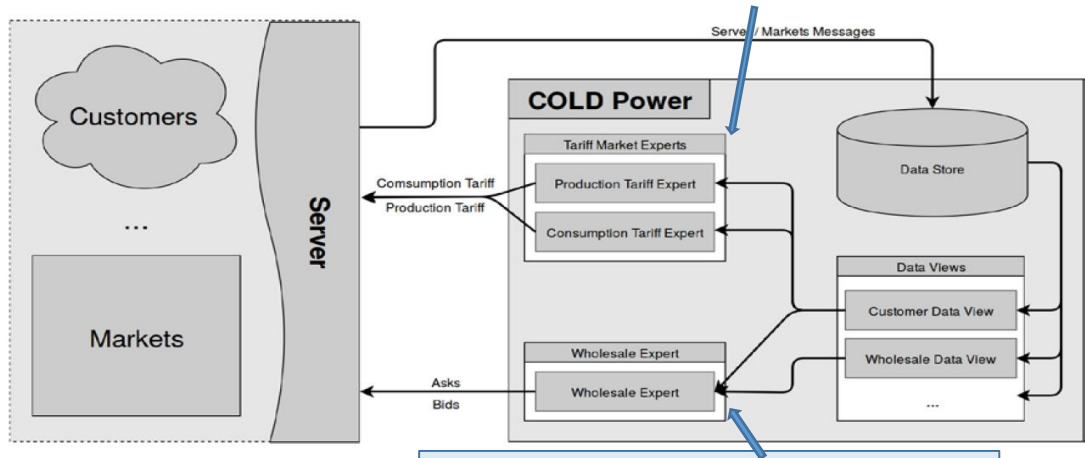 Server / Markets Messages
Customers
...
Markets
Server
COLD Power
Tariff Market Experts
Production Tariff Expert
Consumption Tariff Expert
Comsumption Tariff
Production Tariff
Data Store
Data Views
Customer Data View
Wholesale Data View
...
Wholesale Expert
Wholesale Expert
Asks
Bids